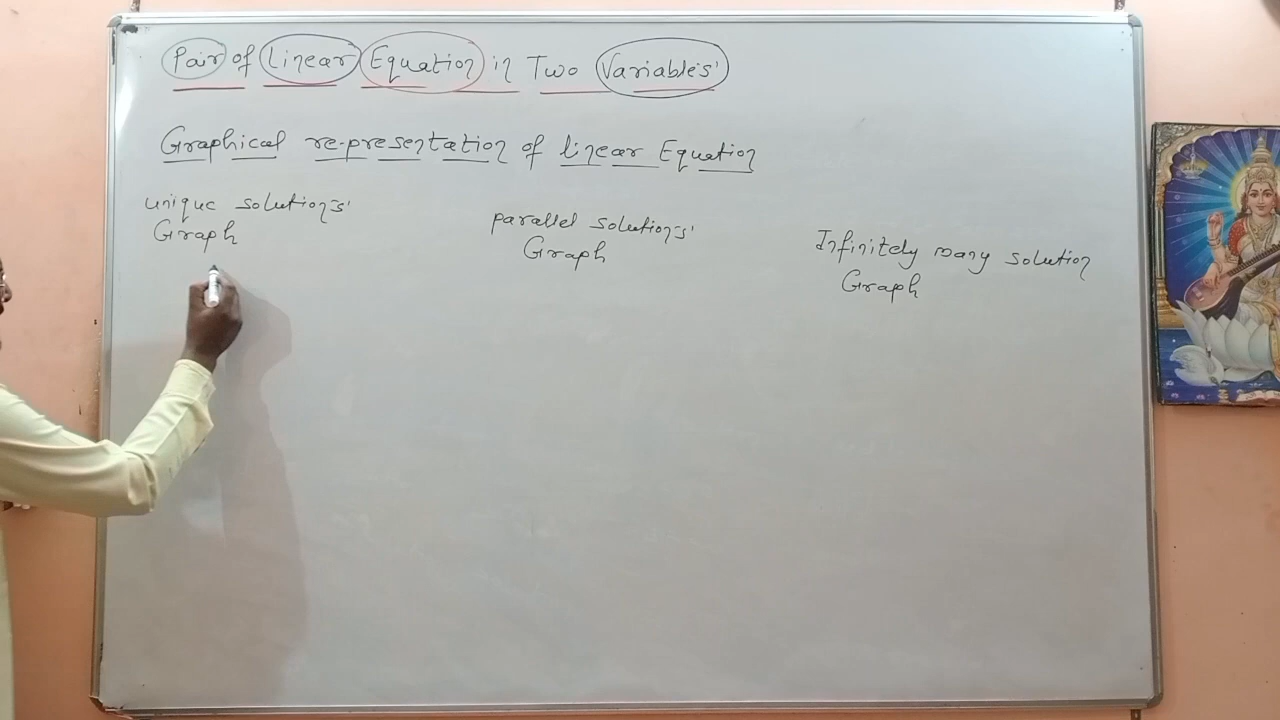 Pair of Linear Equation in Two Variables'
Graphical re-presentation of linear Equation
unique solutions'
Graph
parallel solutions'
Graph
Infinitely many solution
Graph